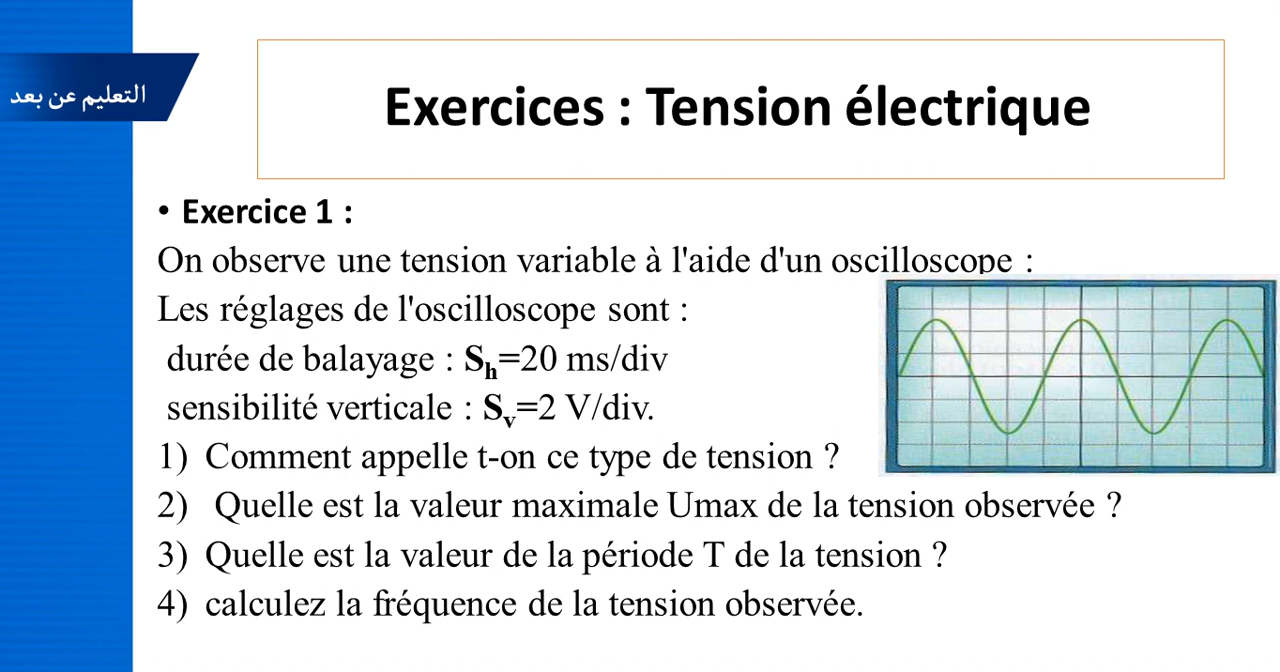 التعليم عن بعد
Exercices : Tension électrique
• Exercice 1 :
On observe une tension variable à l'aide d'un oscilloscope :
Les réglages de l'oscilloscope sont :
durée de balayage : Sh=20 ms/div
sensibilité verticale : Sv=2 V/div.
1) Comment appelle t-on ce type de tension ?
2) Quelle est la valeur maximale Umax de la tension observée ?
3) Quelle est la valeur de la période T de la tension ?
4) calculez la fréquence de la tension observée.